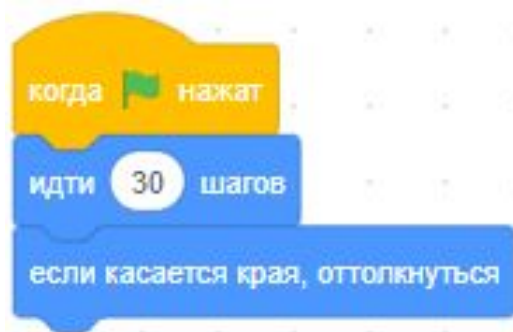 когда нажат
идти 30 шагов
если касается края, оттолкнуться